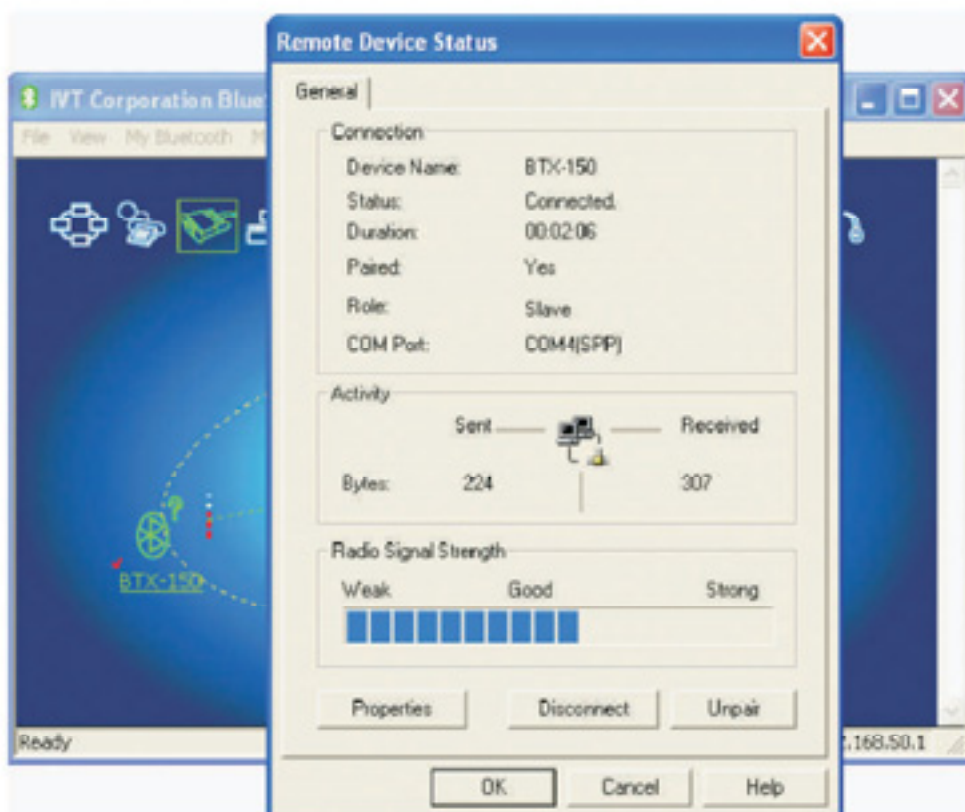 Remote Device Status
IVT Corporation Blue
General
File View My Bluetooth M
Connection
Device Name: BTX-150
Status: Connected.
Duration: 00:02:06
Paired: Yes
Role: Slave
COM Port: COM4(SPP)
Activity
Sent Received
Bytes: 224 307
Radio Signal Strength
Weak Good Strong
BTX-150
Properties Disconnect Unpair
Ready .168.50.1
OK Cancel Help